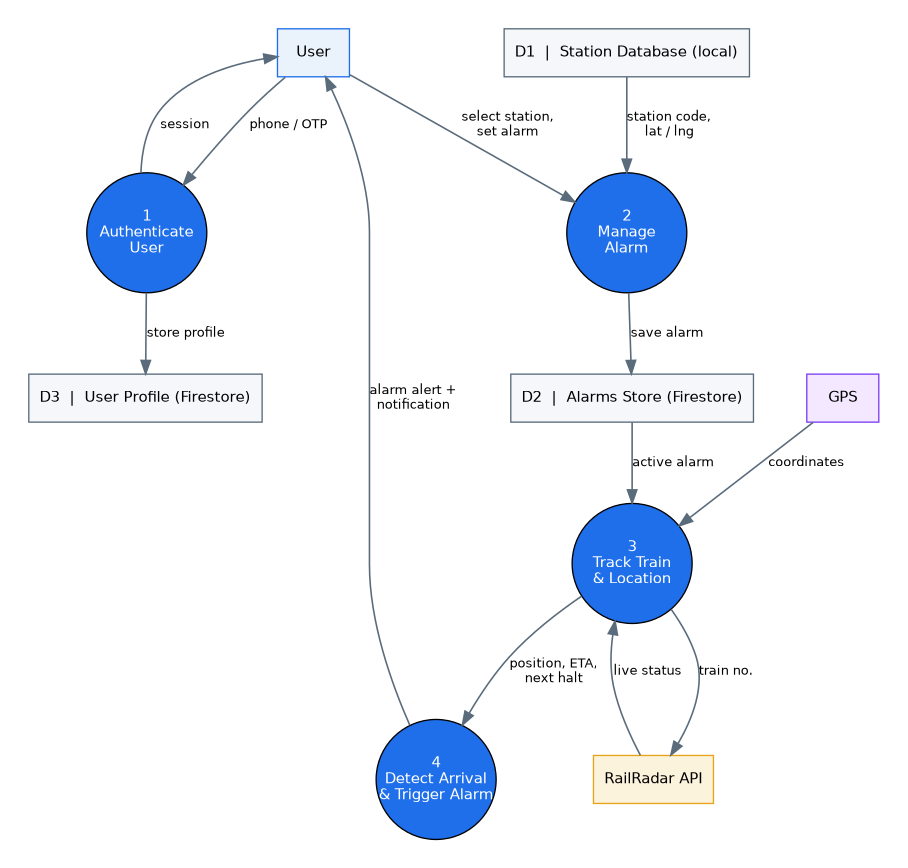 User
D1 | Station Database (local)
session
phone / OTP
select station,
set alarm
station code,
lat / lng
1
Authenticate
User
2
Manage
Alarm
store profile
save alarm
D3 | User Profile (Firestore)
alarm alert +
notification
D2 | Alarms Store (Firestore)
GPS
active alarm
coordinates
3
Track Train
& Location
position, ETA,
next halt
live status
train no.
4
Detect Arrival
& Trigger Alarm
RailRadar API